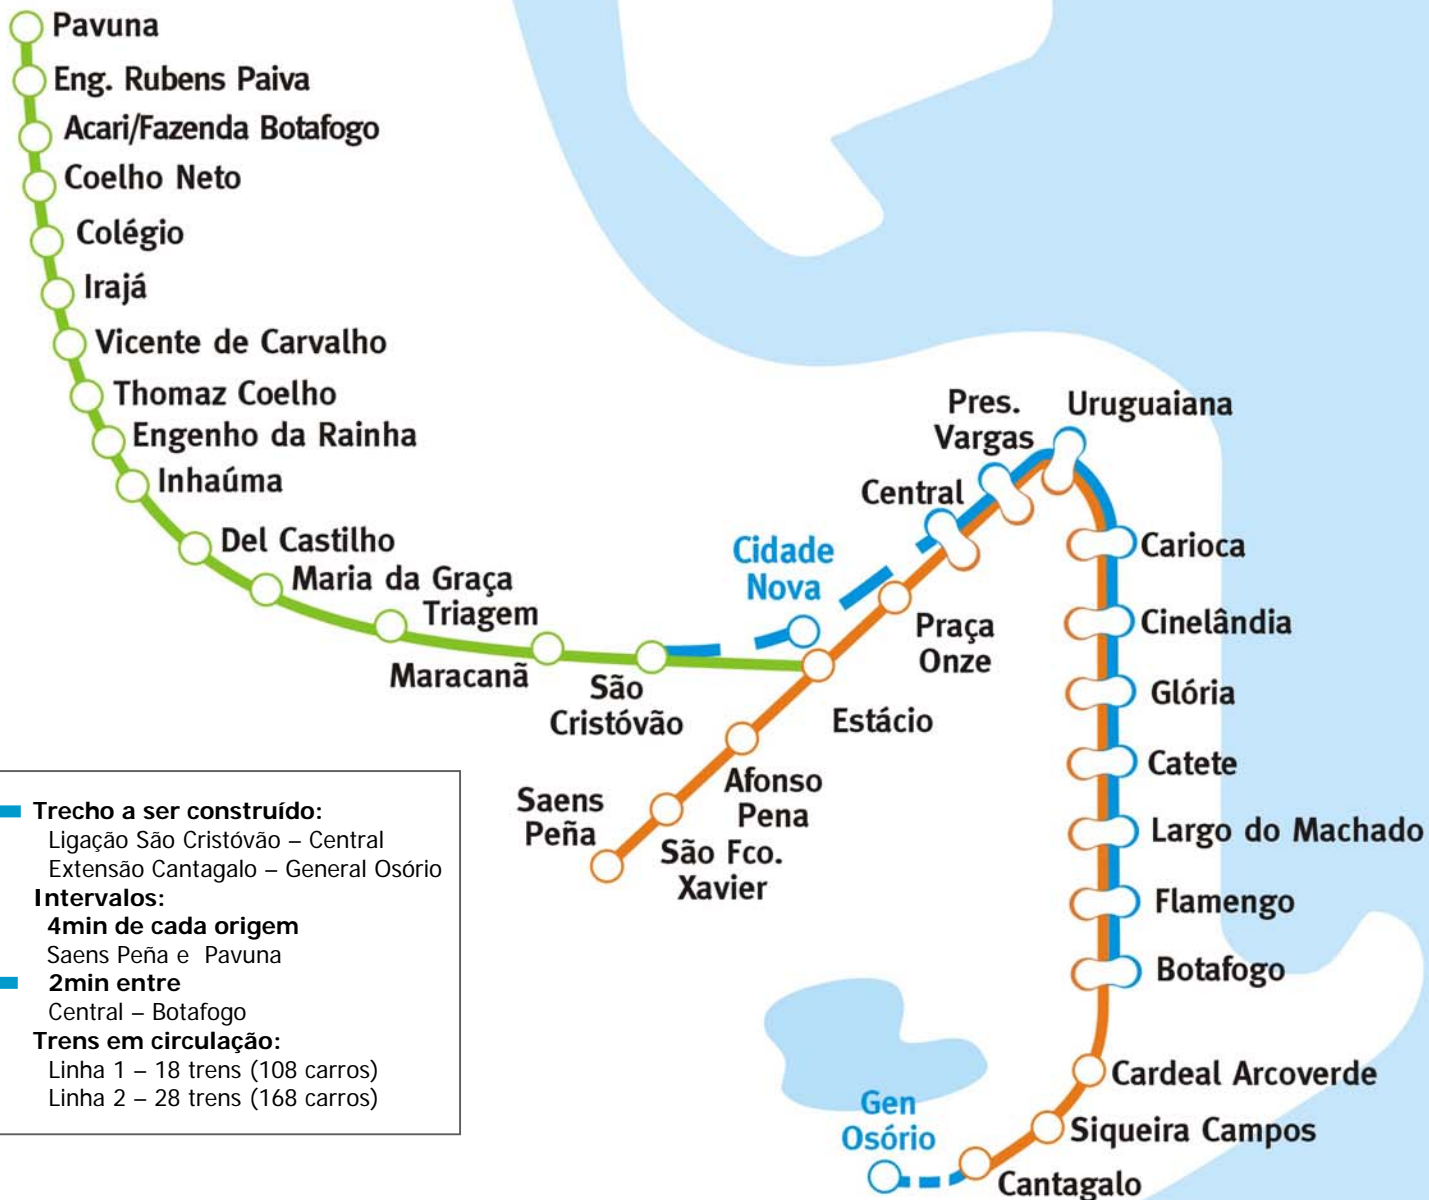 Pavuna
Eng. Rubens Paiva
Acari/Fazenda Botafogo
Coelho Neto
Colégio
Irajá
Vicente de Carvalho
Thomaz Coelho
Engenho da Rainha
Inhaúma
Del Castilho
Maria da Graça
Triagem
Maracanã
São
Cristóvão
Cidade
Nova
Central
Pres.
Vargas
Uruguaiana
Praça
Onze
Estácio
Afonso
Pena
São Fco.
Xavier
Saens
Peña
Carioca
Cinelândia
Glória
Catete
Largo do Machado
Flamengo
Botafogo
Cardeal Arcoverde
Siqueira Campos
Cantagalo
Gen
Osório
Trecho a ser construído:
Ligação São Cristóvão – Central
Extensão Cantagalo – General Osório
Intervalos:
4min de cada origem
Saens Peña e Pavuna
2min entre
Central – Botafogo
Trens em circulação:
Linha 1 – 18 trens (108 carros)
Linha 2 – 28 trens (168 carros)